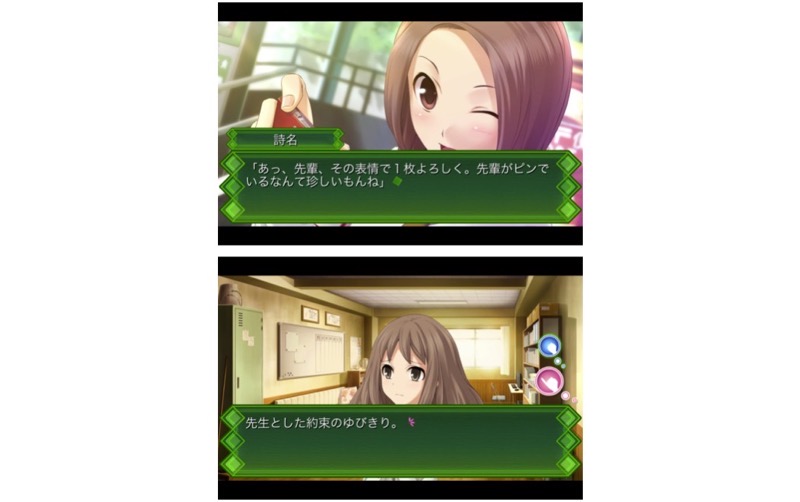 詩名
「あっ、先輩、その表情で１枚よろしく。先輩がピンで
いるなんて珍しいもんね」
先生とした約束のゆびきり。